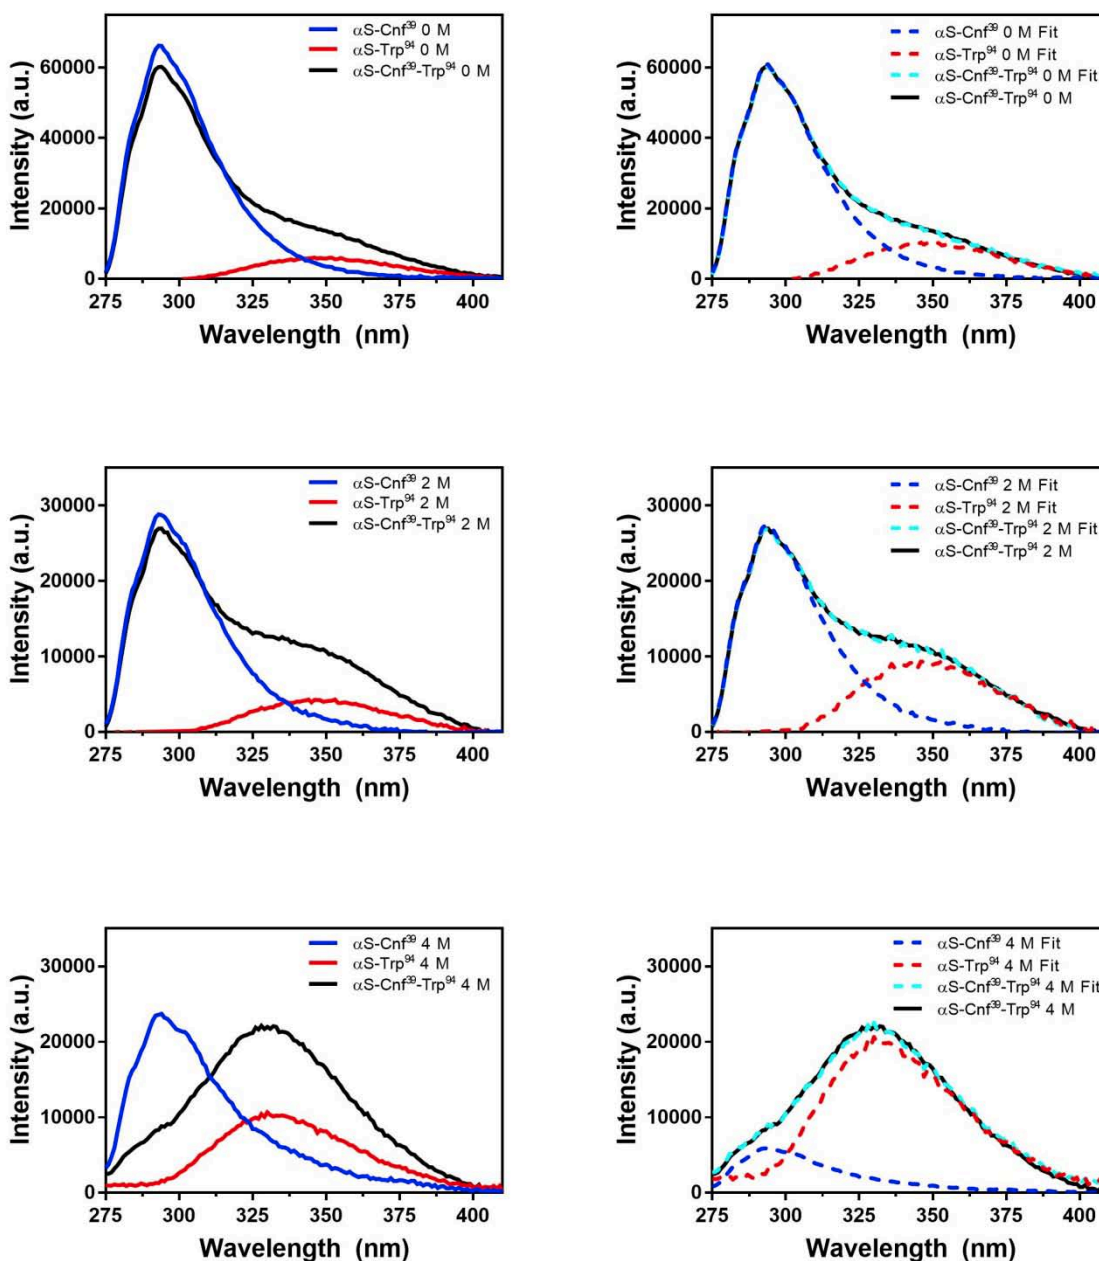 αS-Cnf³⁹ 0 M
αS-Trp⁹⁴ 0 M
αS-Cnf³⁹-Trp⁹⁴ 0 M
60000
40000
20000
0
Intensity (a.u.)
275 300 325 350 375 400
Wavelength (nm)
αS-Cnf³⁹ 0 M Fit
αS-Trp⁹⁴ 0 M Fit
αS-Cnf³⁹-Trp⁹⁴ 0 M Fit
αS-Cnf³⁹-Trp⁹⁴ 0 M
60000
40000
20000
0
Intensity (a.u.)
275 300 325 350 375 400
Wavelength (nm)
αS-Cnf³⁹ 2 M
αS-Trp⁹⁴ 2 M
αS-Cnf³⁹-Trp⁹⁴ 2 M
30000
20000
10000
0
Intensity (a.u.)
275 300 325 350 375 400
Wavelength (nm)
αS-Cnf³⁹ 2 M Fit
αS-Trp⁹⁴ 2 M Fit
αS-Cnf³⁹-Trp⁹⁴ 2 M Fit
αS-Cnf³⁹-Trp⁹⁴ 2 M
30000
20000
10000
0
Intensity (a.u.)
275 300 325 350 375 400
Wavelength (nm)
αS-Cnf³⁹ 4 M
αS-Trp⁹⁴ 4 M
αS-Cnf³⁹-Trp⁹⁴ 4 M
30000
20000
10000
0
Intensity (a.u.)
275 300 325 350 375 400
Wavelength (nm)
αS-Cnf³⁹ 4 M Fit
αS-Trp⁹⁴ 4 M Fit
αS-Cnf³⁹-Trp⁹⁴ 4 M Fit
αS-Cnf³⁹-Trp⁹⁴ 4 M
30000
20000
10000
0
Intensity (a.u.)
275 300 325 350 375 400
Wavelength (nm)